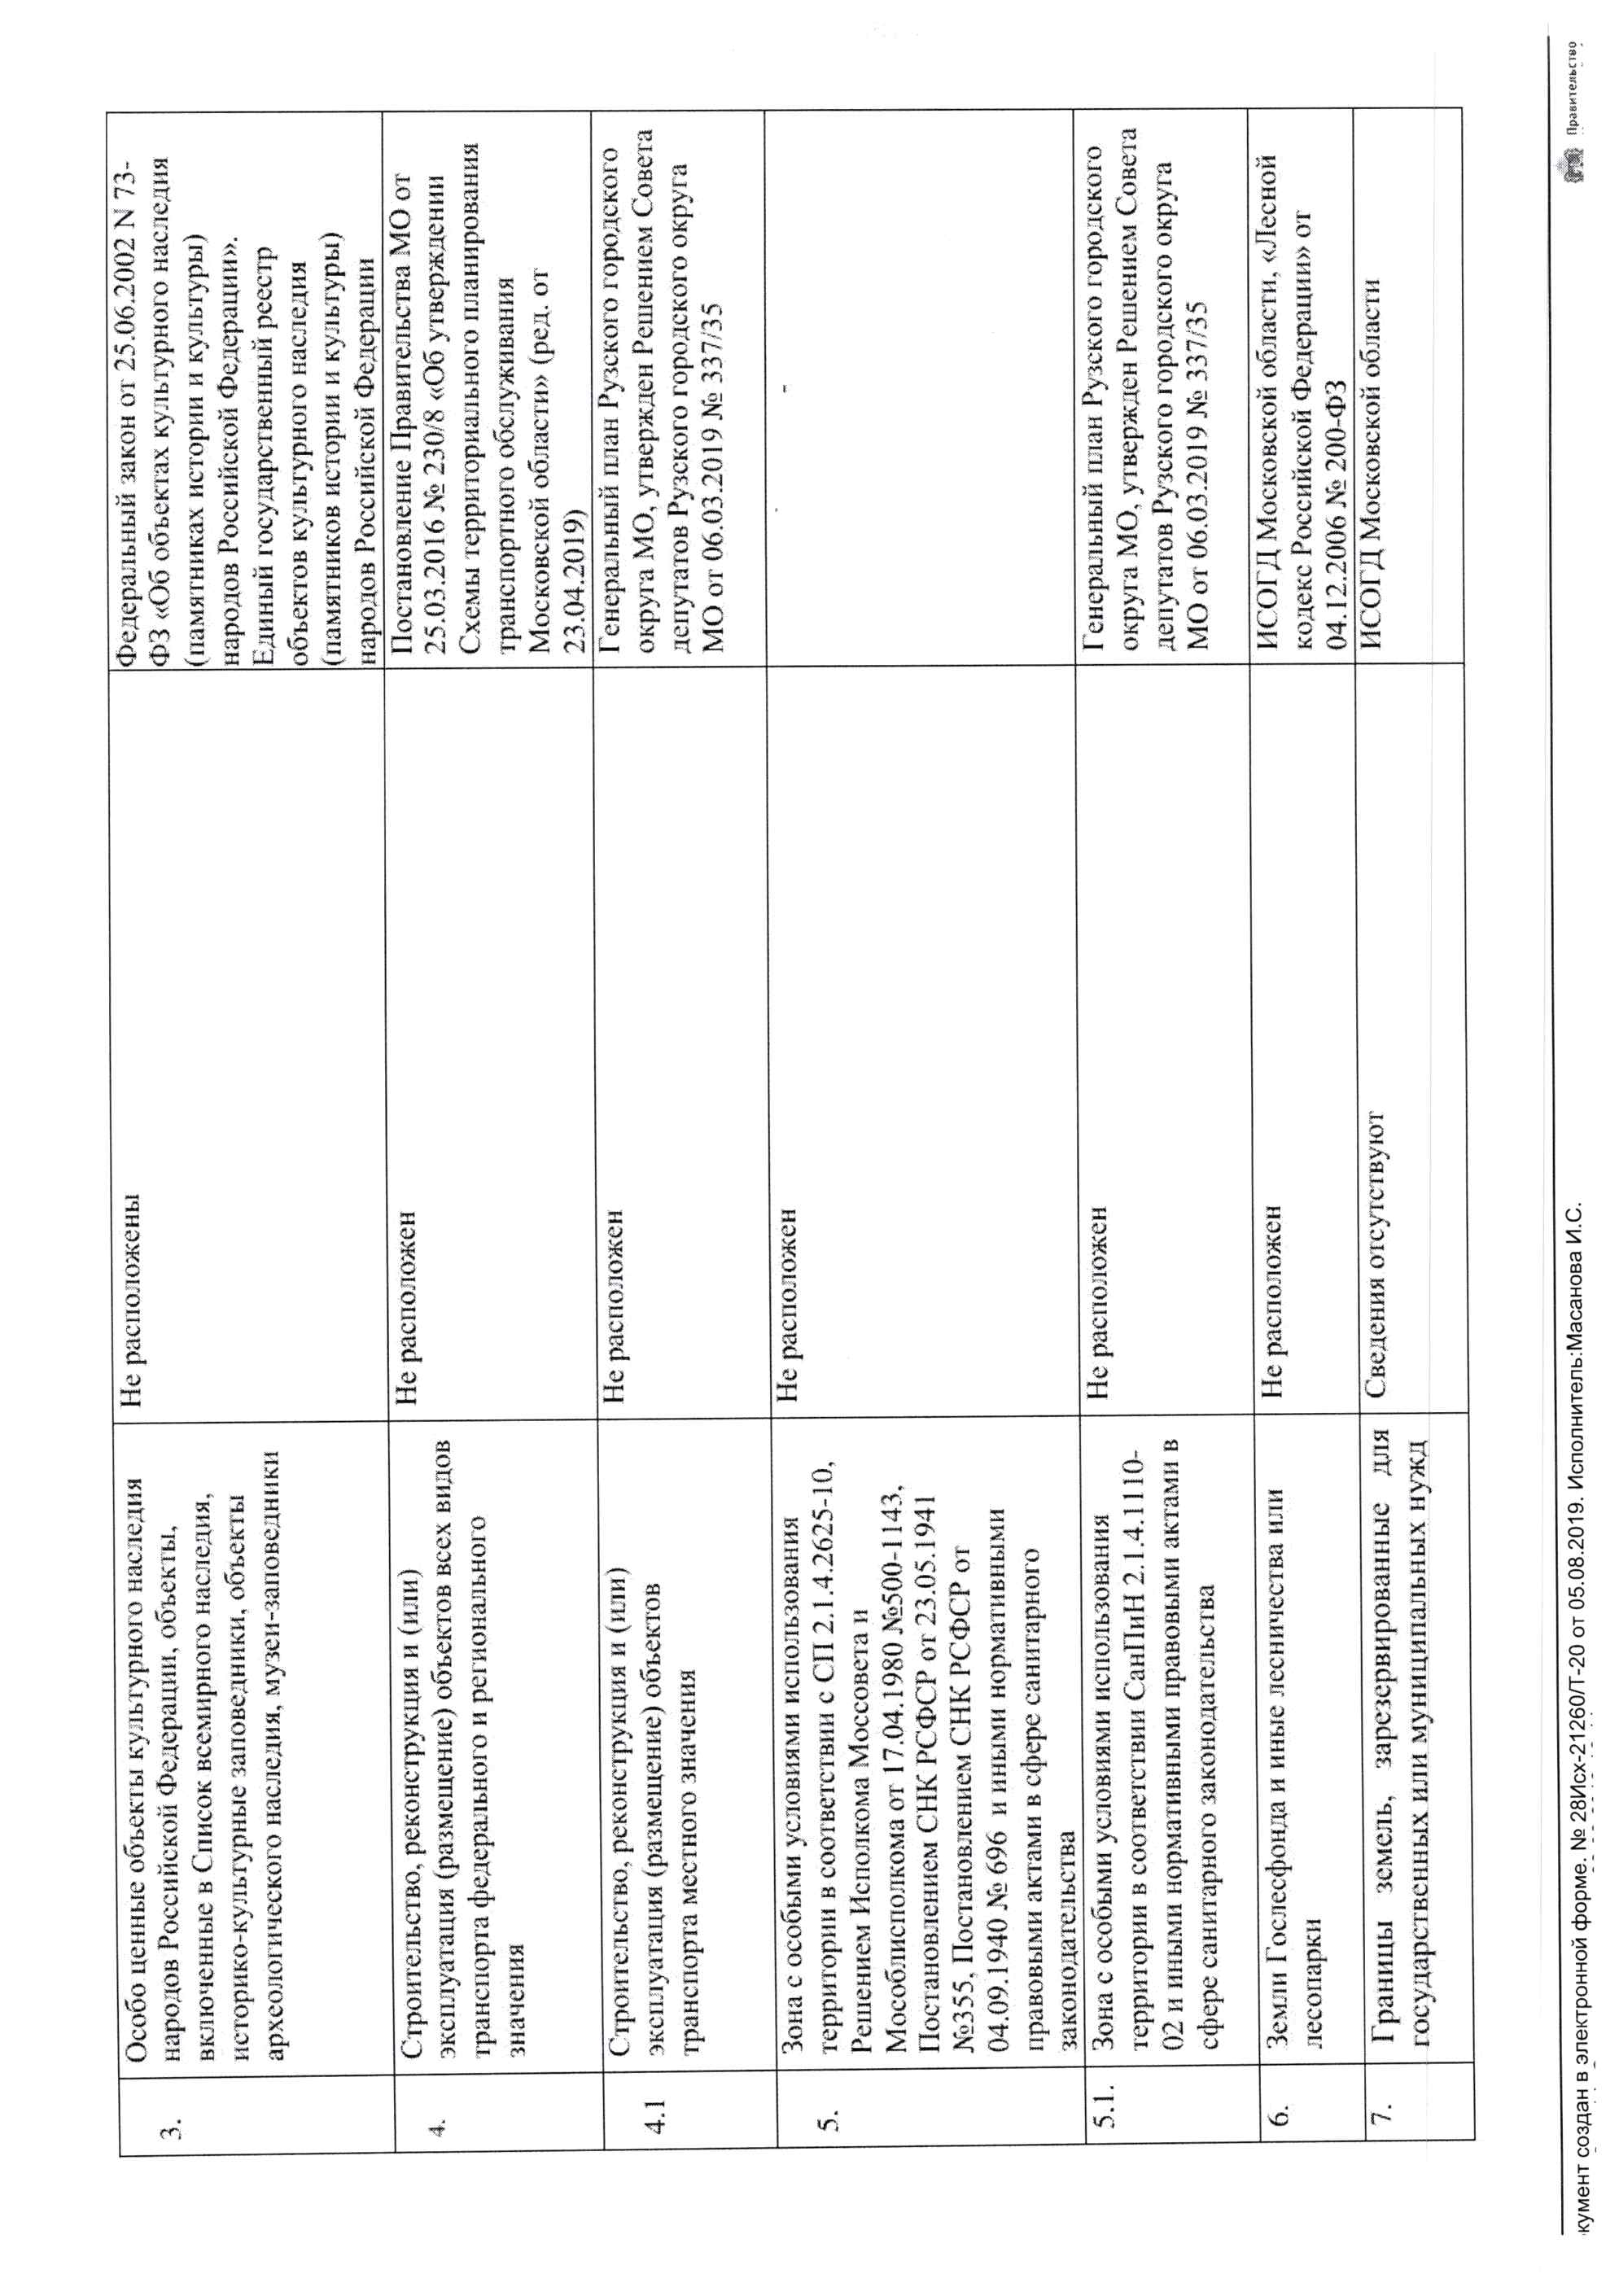 3.
Особо ценные объекты культурного наследия
народов Российской Федерации, объекты,
включенные в Список всемирного наследия,
историко-культурные заповедники, объекты
археологического наследия, музеи-заповедники
Не расположены
Федеральный закон от 25.06.2002 N 73-
ФЗ «Об объектах культурного наследия
(памятниках истории и культуры)
народов Российской Федерации».
Единый государственный реестр
объектов культурного наследия
(памятников истории и культуры)
народов Российской Федерации
4.
Строительство, реконструкция и (или)
эксплуатация (размещение) объектов всех видов
транспорта федерального и регионального
значения
Не расположен
Постановление Правительства МО от
25.03.2016 № 230/8 «Об утверждении
Схемы территориального планирования
транспортного обслуживания
Московской области» (ред. от
23.04.2019)
4.1
Строительство, реконструкция и (или)
эксплуатация (размещение) объектов
транспорта местного значения
Не расположен
Генеральный план Рузского городского
округа МО, утвержден Решением Совета
депутатов Рузского городского округа
МО от 06.03.2019 № 337/35
5.
Зона с особыми условиями использования
территории в соответствии с СП 2.1.4.2625-10,
Решением Исполкома Моссовета и
Мособлисполкома от 17.04.1980 №500-1143,
Постановлением СНК РСФСР от 23.05.1941
№355, Постановлением СНК РСФСР от
04.09.1940 № 696 и иными нормативными
правовыми актами в сфере санитарного
законодательства
Не расположен
-
5.1.
Зона с особыми условиями использования
территории в соответствии СанПиН 2.1.4.1110-
02 и иными нормативными правовыми актами в
сфере санитарного законодательства
Не расположен
Генеральный план Рузского городского
округа МО, утвержден Решением Совета
депутатов Рузского городского округа
МО от 06.03.2019 № 337/35
6.
Земли Гослесфонда и иные лесничества или
лесопарки
Не расположен
ИСОГД Московской области, «Лесной
кодекс Российской Федерации» от
04.12.2006 № 200-ФЗ
7.
Границы земель, зарезервированные для
государственных или муниципальных нужд
Сведения отсутствуют
ИСОГД Московской области
кумент создан в электронной форме. № 28Исх-21260/Т-20 от 05.08.2019. Исполнитель:Масанова И.С.
Правительство